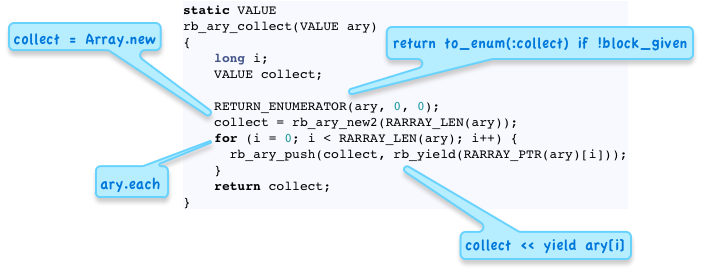 static VALUE
rb_ary_collect(VALUE ary)
collect = Array.new
return to_enum(:collect) if !block_given
{
long i;
VALUE collect;
RETURN_ENUMERATOR(ary, 0, 0);
collect = rb_ary_new2(RARRAY_LEN(ary));
for (i = 0; i < RARRAY_LEN(ary); i++) {
rb_ary_push(collect, rb_yield(RARRAY_PTR(ary)[i]));
}
ary.each
return collect;
}
collect << yield ary[i]